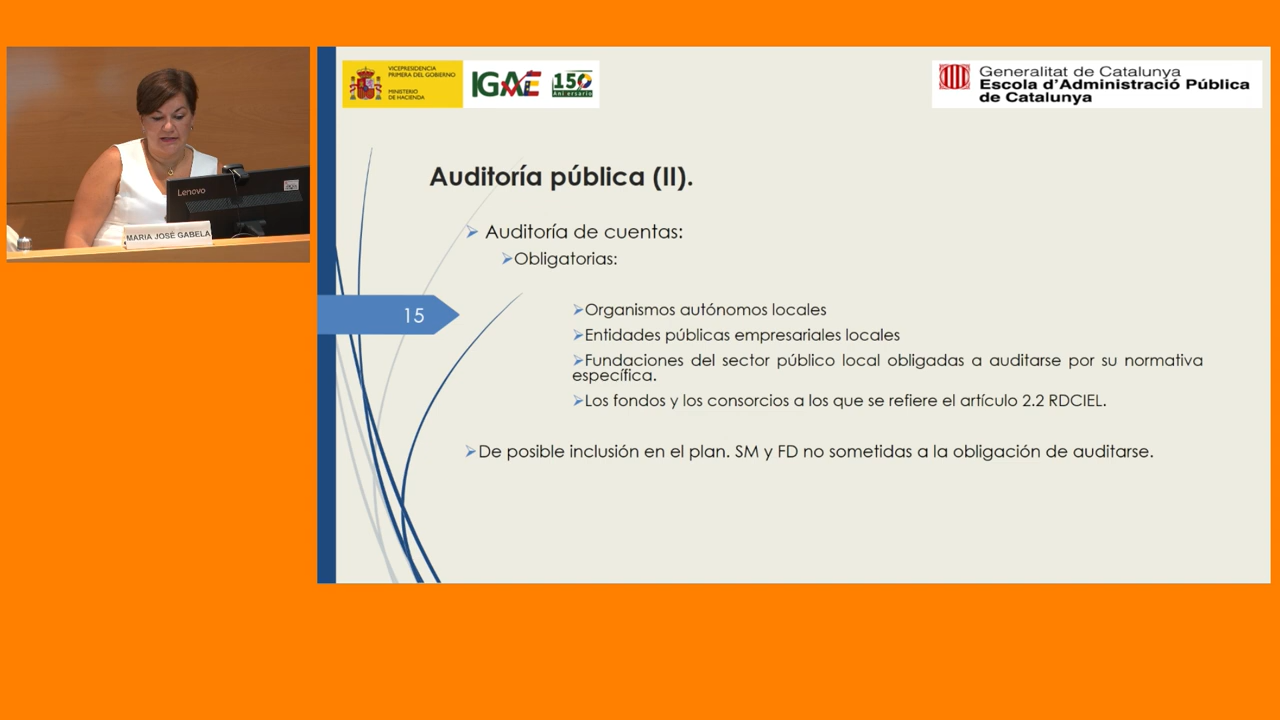 VICEPRESIDENCIA
PRIMERA DEL GOBIERNO
MINISTERIO
DE HACIENDA
IGAE
150
Aniversario
Generalitat de Catalunya
Escola d'Administració Pública
de Catalunya
Lenovo
MARIA JOSÉ GABELA
Auditoría pública (II).
Auditoría de cuentas:
Obligatorias:
15
Organismos autónomos locales
Entidades públicas empresariales locales
Fundaciones del sector público local obligadas a auditarse por su normativa
específica.
Los fondos y los consorcios a los que se refiere el artículo 2.2 RDCIEL.
De posible inclusión en el plan. SM y FD no sometidas a la obligación de auditarse.